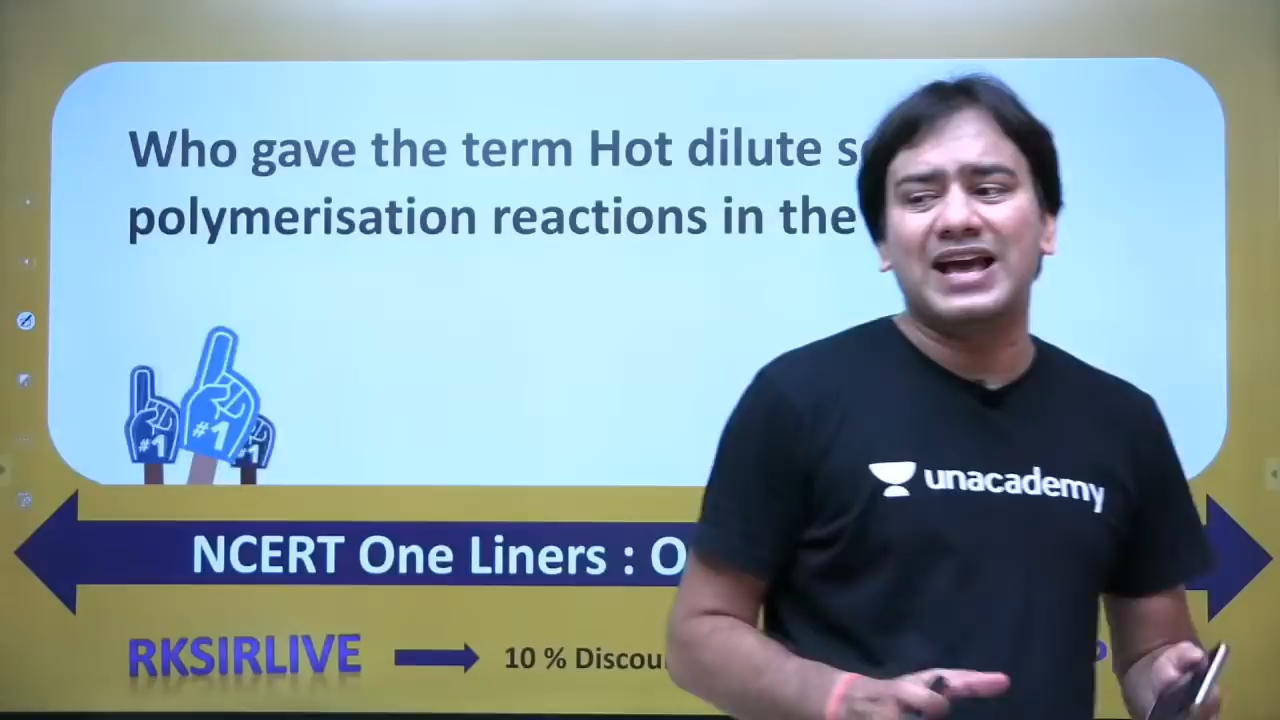 Who gave the term Hot dilute s
polymerisation reactions in the
#1 #1 1
unacademy
NCERT One Liners : O
RKSIRLIVE 10 % Discou P